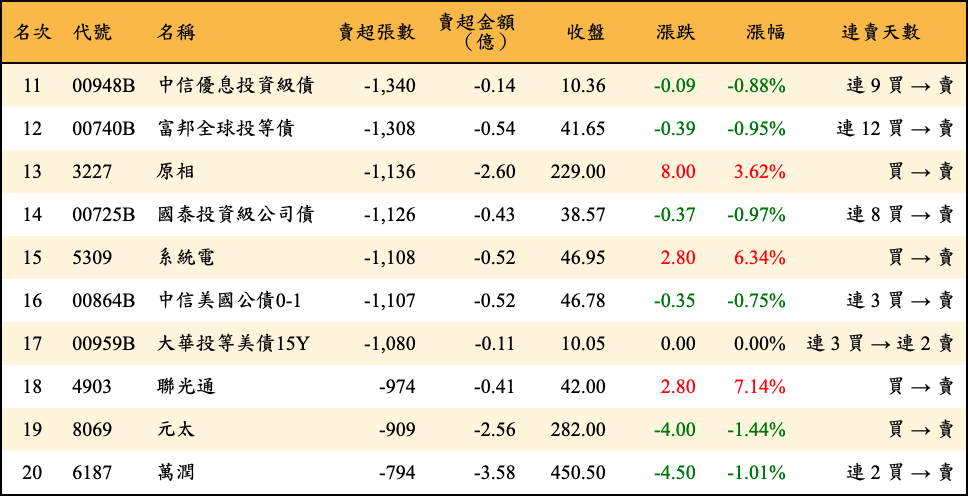 名次 代號 名稱 賣超張數 賣超金額（億） 收盤 漲跌 漲幅 連賣天數
11 00948B 中信優息投資級債 -1,340 -0.14 10.36 -0.09 -0.88% 連 9 買 → 賣
12 00740B 富邦全球投等債 -1,308 -0.54 41.65 -0.39 -0.95% 連 12 買 → 賣
13 3227 原相 -1,136 -2.60 229.00 8.00 3.62% 買 → 賣
14 00725B 國泰投資級公司債 -1,126 -0.43 38.57 -0.37 -0.97% 連 8 買 → 賣
15 5309 系統電 -1,108 -0.52 46.95 2.80 6.34% 買 → 賣
16 00864B 中信美國公債0-1 -1,107 -0.52 46.78 -0.35 -0.75% 連 3 買 → 賣
17 00959B 大華投等美債15Y -1,080 -0.11 10.05 0.00 0.00% 連 3 買 → 連 2 賣
18 4903 聯光通 -974 -0.41 42.00 2.80 7.14% 買 → 賣
19 8069 元太 -909 -2.56 282.00 -4.00 -1.44% 買 → 賣
20 6187 萬潤 -794 -3.58 450.50 -4.50 -1.01% 連 2 買 → 賣